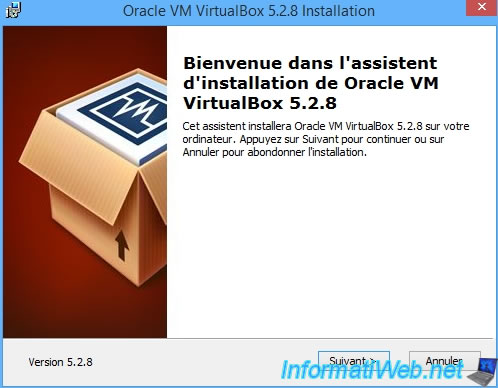 Oracle VM VirtualBox 5.2.8 Installation
Bienvenue dans l'assistent
d'installation de Oracle VM
VirtualBox 5.2.8
Cet assistent installera Oracle VM VirtualBox 5.2.8 sur votre
ordinateur. Appuyez sur Suivant pour continuer ou sur
Annuler pour abondonner l'installation.
Version 5.2.8
Suivant >
Annuler
InformatiWeb.net